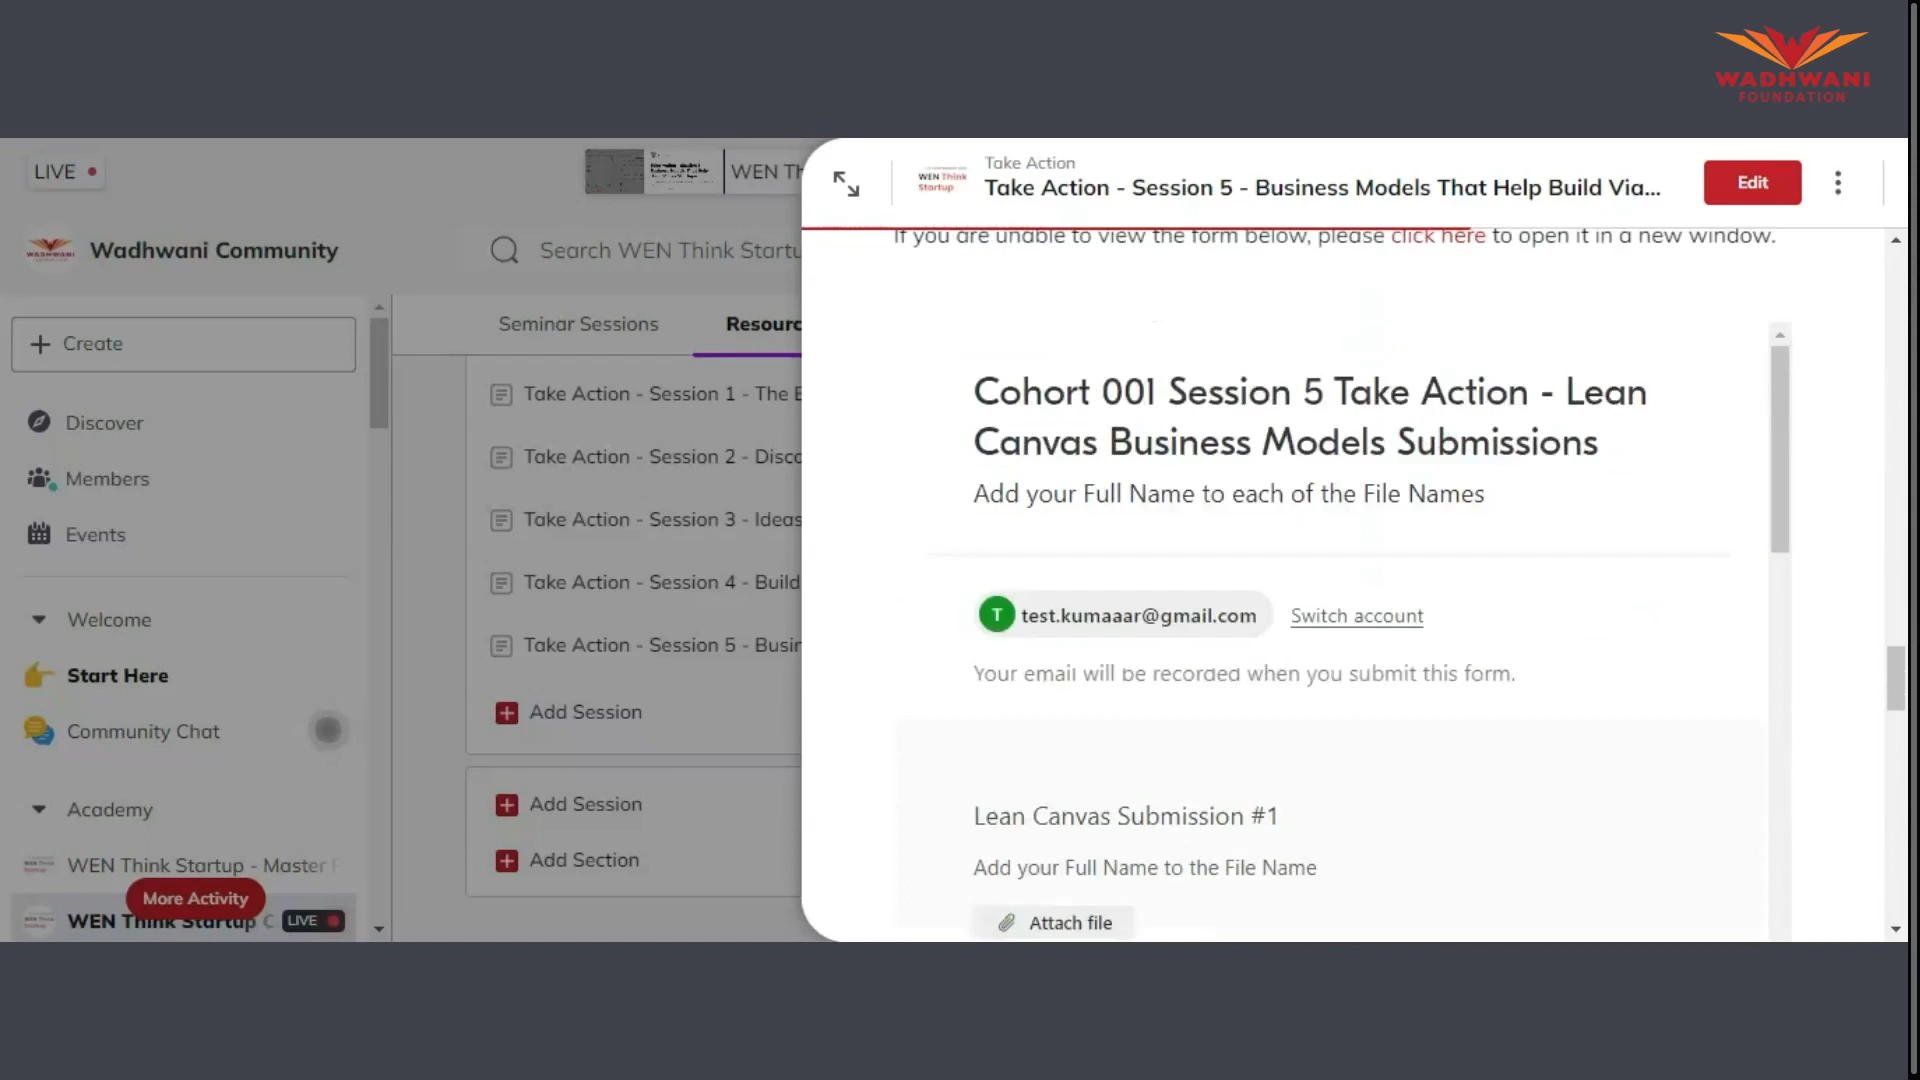 WADHWANI
FOUNDATION
LIVE
WEN Th
Wadhwani Community
Search WEN Think Startu
Create
Discover
Members
Events
Welcome
Start Here
Community Chat
Academy
WEN Think Startup - Master
More Activity
WEN Think Startup C LIVE
Seminar Sessions
Resourc
Take Action - Session 1 - The E
Take Action - Session 2 - Disco
Take Action - Session 3 - Ideas
Take Action - Session 4 - Build
Take Action - Session 5 - Busin
Add Session
Add Session
Add Section
WEN Think
Startup
Take Action
Take Action - Session 5 - Business Models That Help Build Via...
Edit
If you are unable to view the form below, please click here to open it in a new window.
Cohort 001 Session 5 Take Action - Lean
Canvas Business Models Submissions
Add your Full Name to each of the File Names
T test.kumaaar@gmail.com Switch account
Your email will be recorded when you submit this form.
Lean Canvas Submission #1
Add your Full Name to the File Name
Attach file